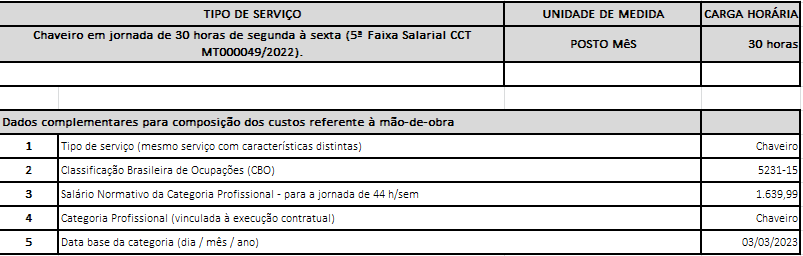 TIPO DE SERVIÇO UNIDADE DE MEDIDA CARGA HORÁRIA
Chaveiro em jornada de 30 horas de segunda à sexta (5ª Faixa Salarial CCT
MT000049/2022). POSTO MêS 30 horas
Dados complementares para composição dos custos referente à mão-de-obra
1 Tipo de serviço (mesmo serviço com características distintas) Chaveiro
2 Classificação Brasileira de Ocupações (CBO) 5231-15
3 Salário Normativo da Categoria Profissional - para a jornada de 44 h/sem 1.639,99
4 Categoria Profissional (vinculada à execução contratual) Chaveiro
5 Data base da categoria (dia / mês / ano) 03/03/2023